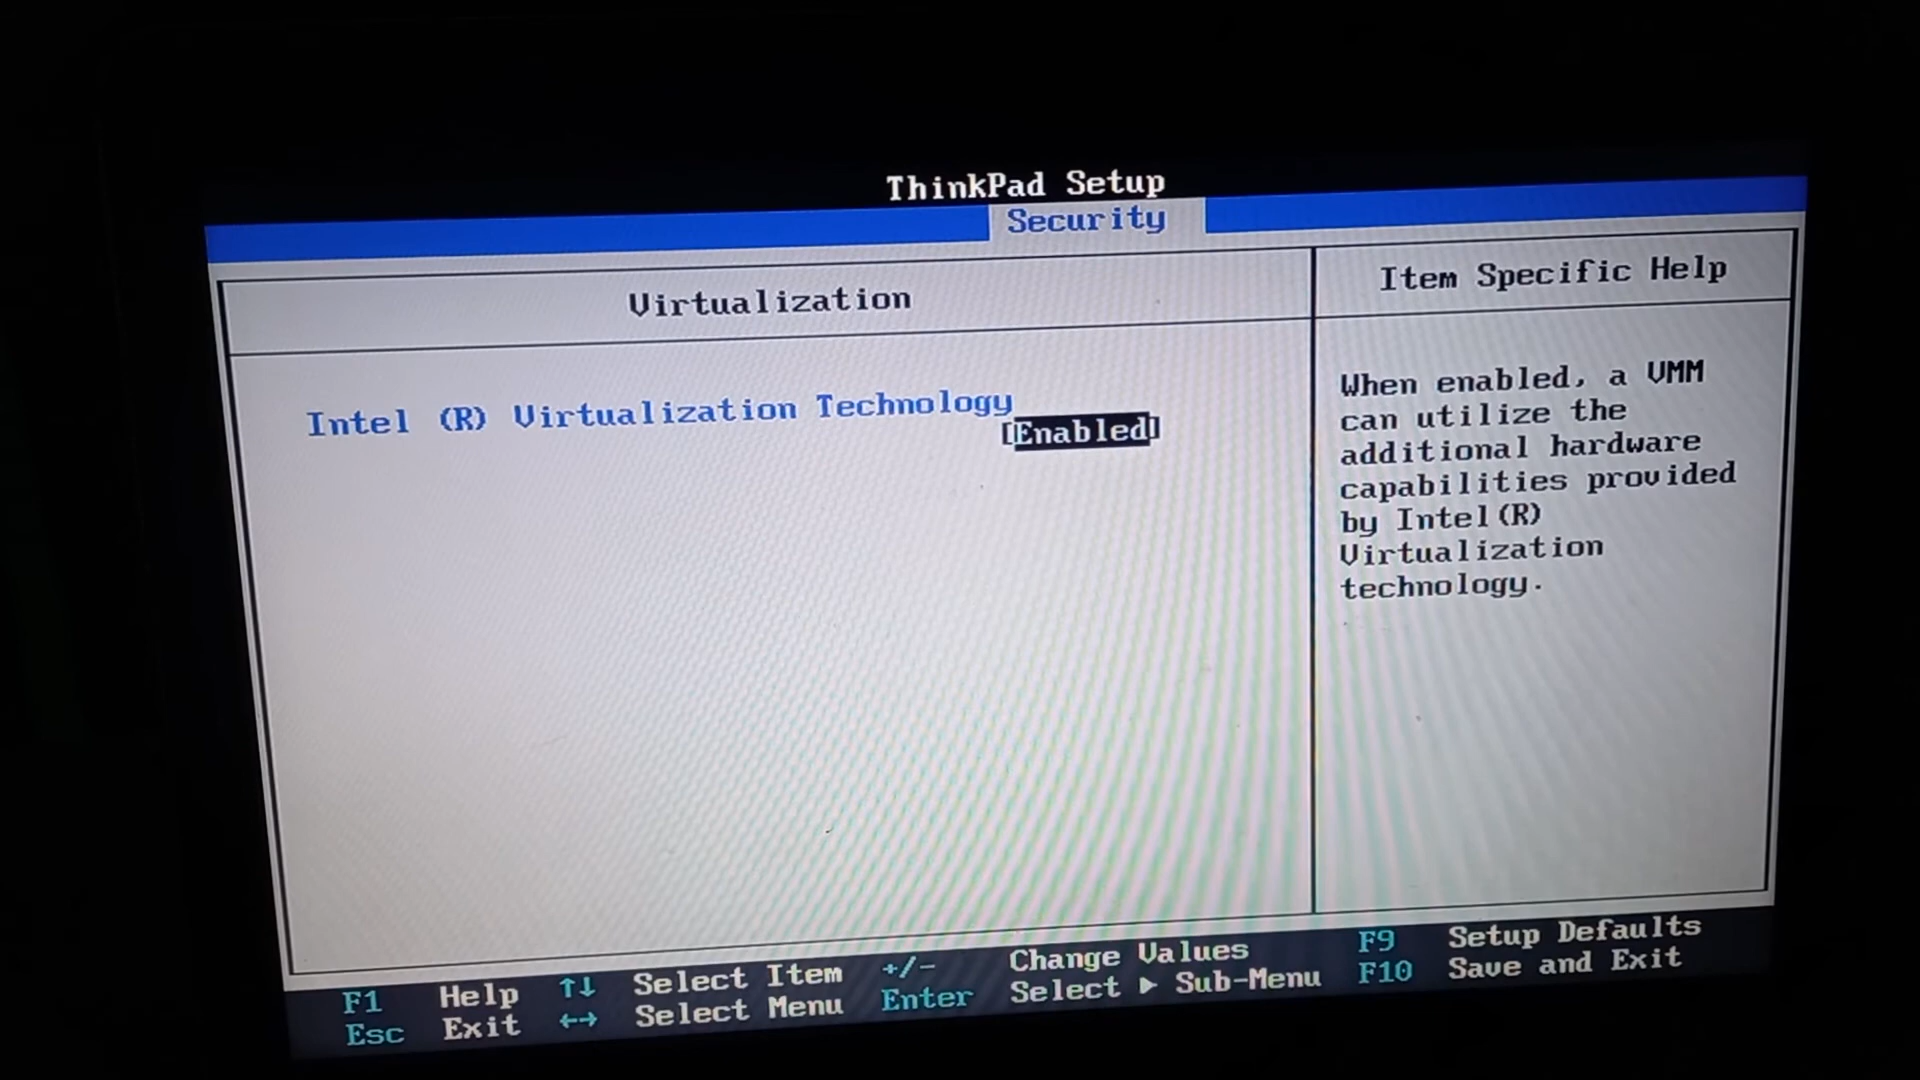 ThinkPad Setup
Security
Virtualization
Item Specific Help
Intel (R) Virtualization Technology
[Enabled]
When enabled, a VMM
can utilize the
additional hardware
capabilities provided
by Intel(R)
Virtualization
technology.
F1 Help ↑↓ Select Item +/- Change Values F9 Setup Defaults
Esc Exit ←→ Select Menu Enter Select ▶ Sub-Menu F10 Save and Exit